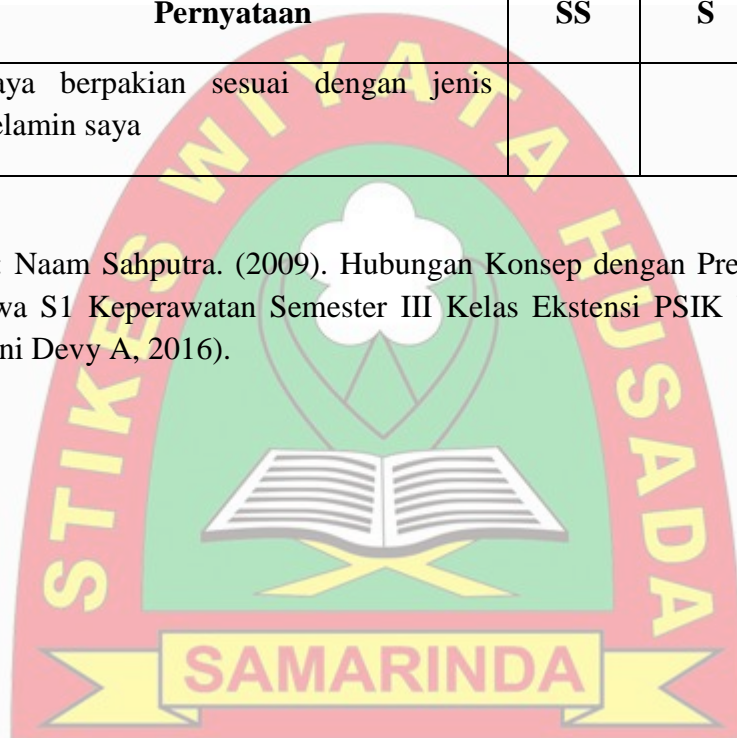 Pernyataan SS S
aya berpakian sesuai dengan jenis
elamin saya
: Naam Sahputra. (2009). Hubungan Konsep dengan Pre
wa S1 Keperawatan Semester III Kelas Ekstensi PSIK
ni Devy A, 2016).
STIKES WIYATA HUSADA
SAMARINDA